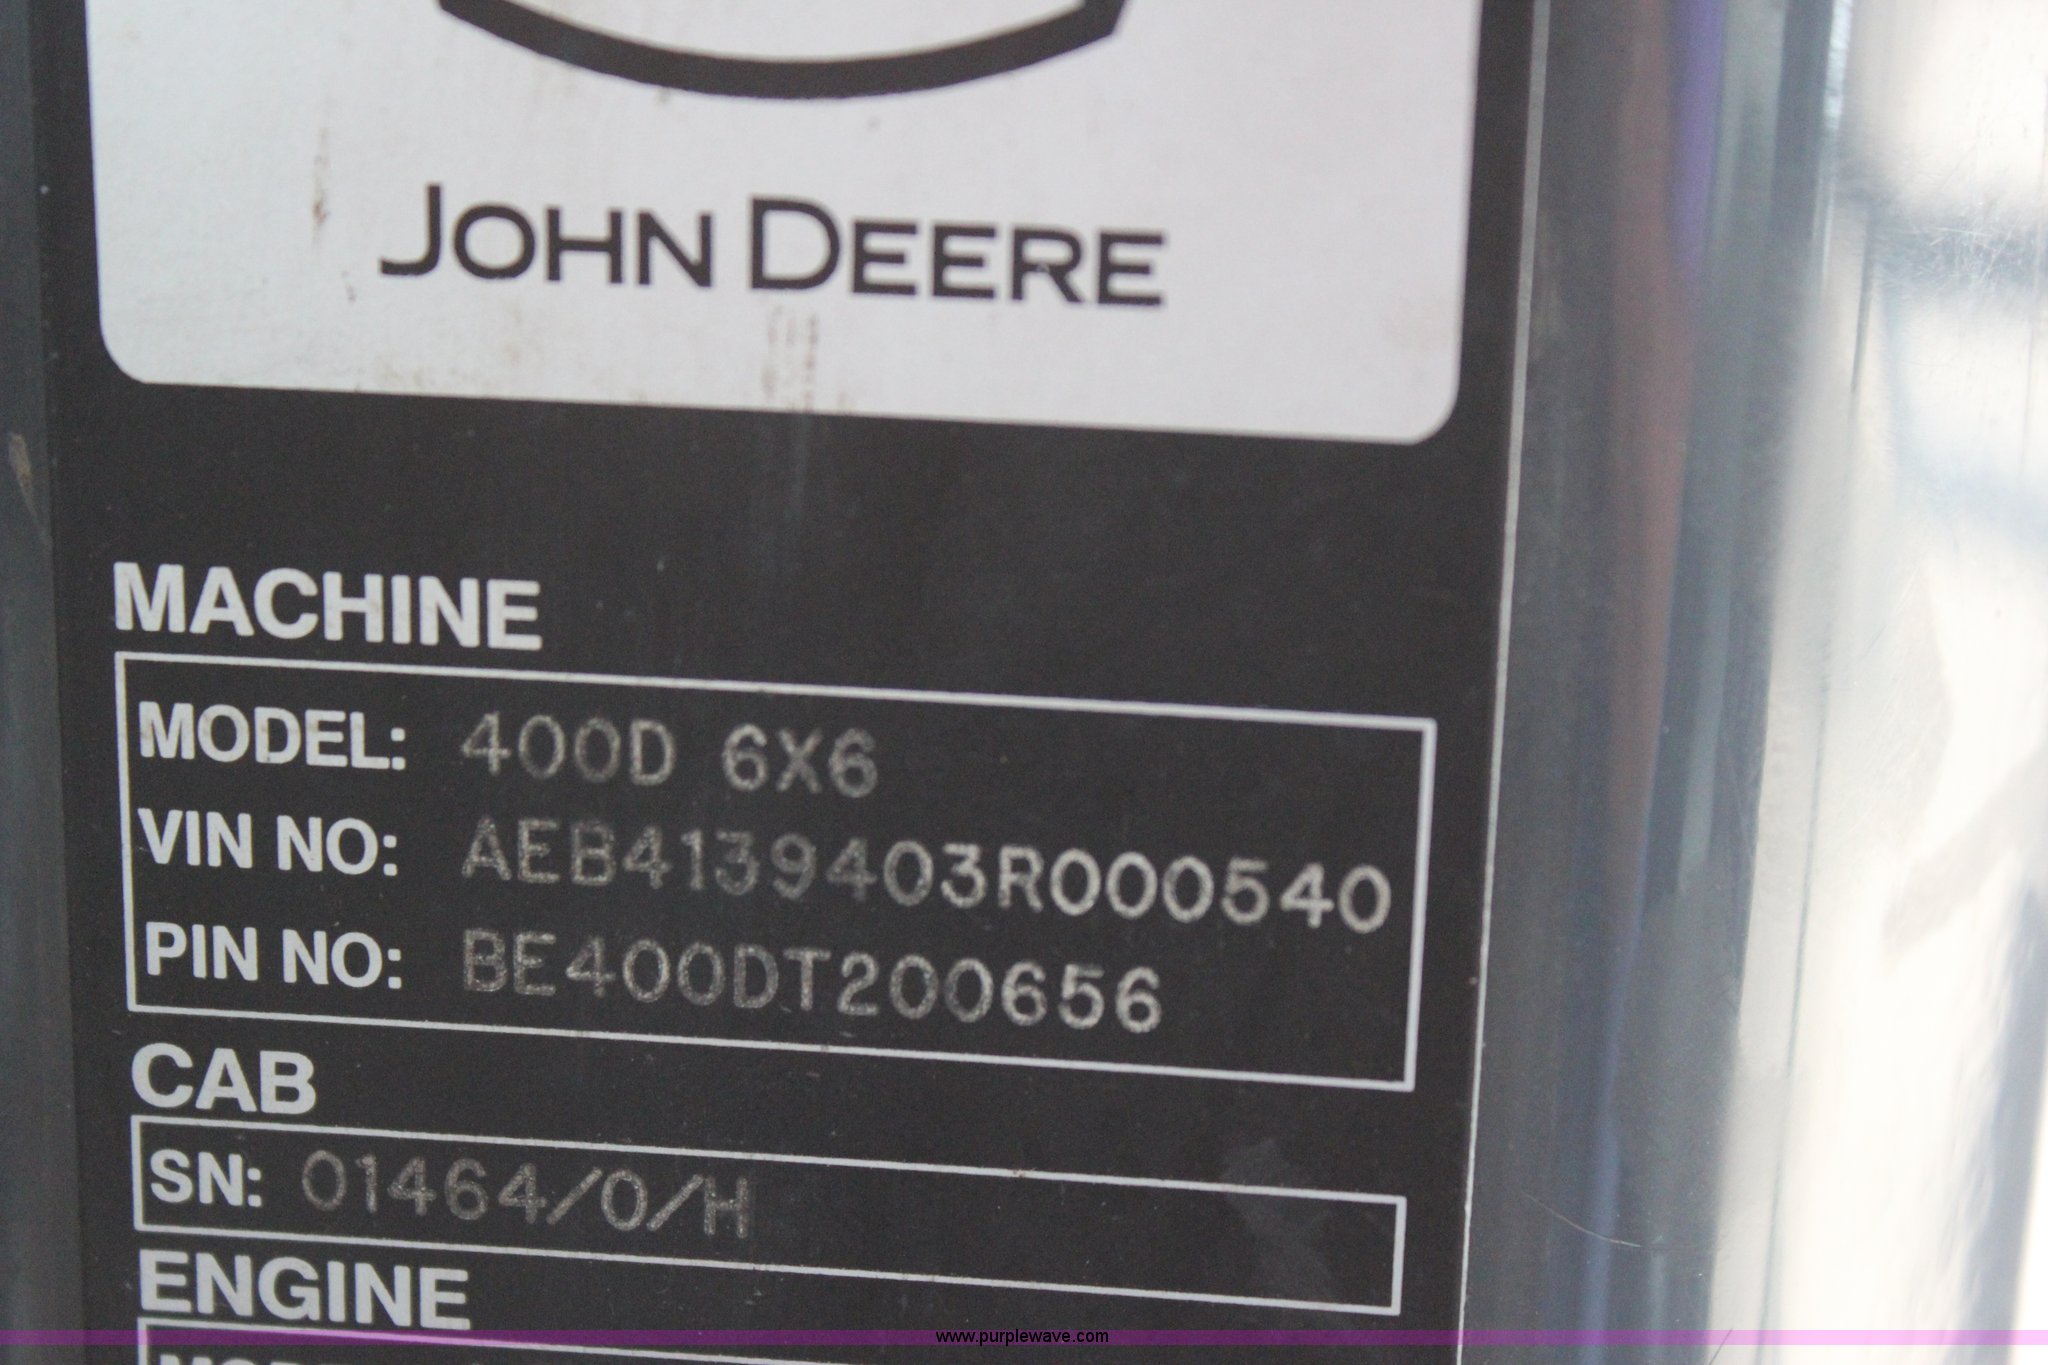 JOHN DEERE
MACHINE
MODEL: 400D 6X6
VIN NO: AEB4139403R000540
PIN NO: BE400DT200656
CAB
SN: 01464/0/H
ENGINE
www.purplewave.com